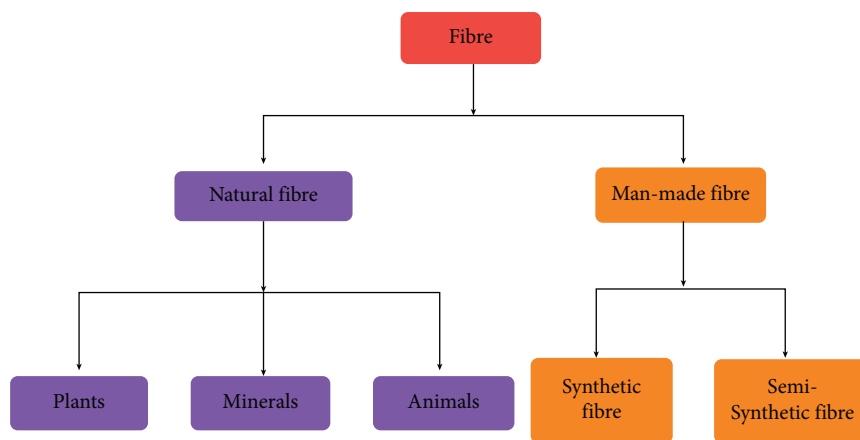 Fibre
Natural fibre
Man-made fibre
Plants
Minerals
Animals
Synthetic
fibre
Semi-
Synthetic fibre